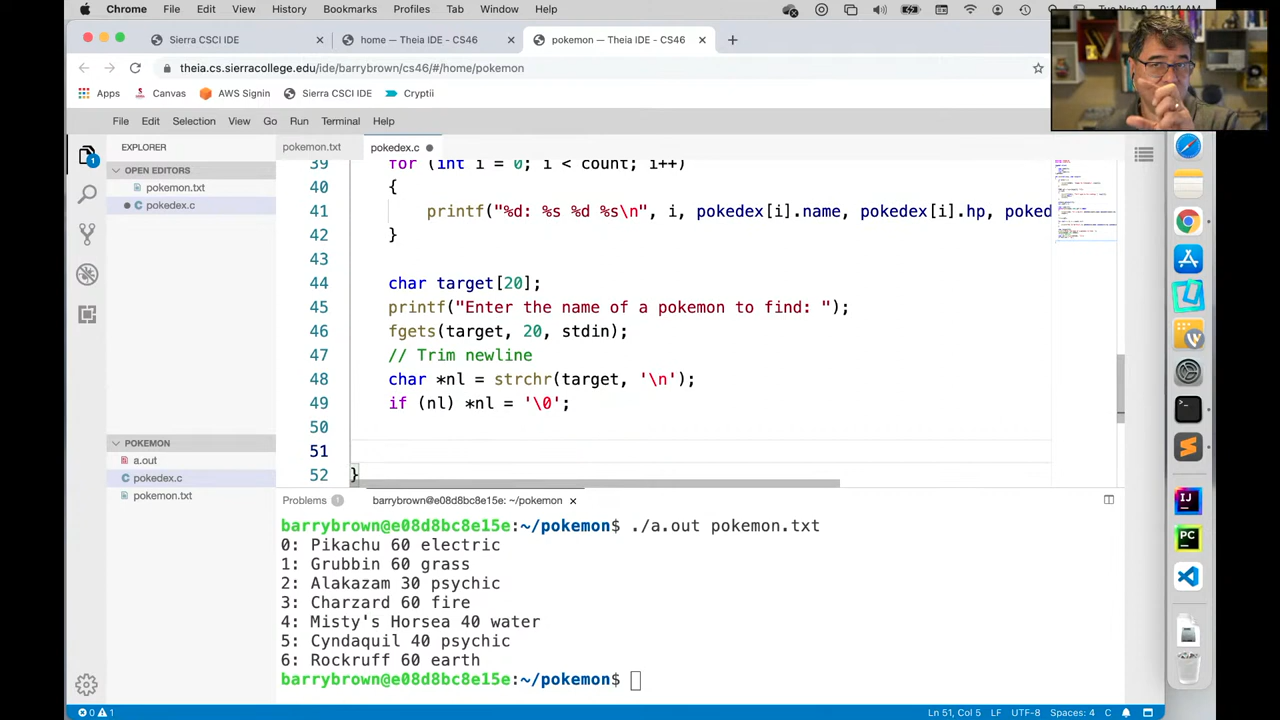 Chrome File Edit View History Bookmarks Profiles Tab Window Help
Sierra CSCI IDE
— Theia IDE - C
pokemon — Theia IDE - CS46
theia.cs.sierracollege.edu/ide/barrybrown/cs46/#/home/pokemon
Apps Canvas AWS Signin Sierra CSCI IDE Cryptii
File Edit Selection View Go Run Terminal Help
EXPLORER
OPEN EDITORS
pokemon.txt
pokedex.c
POKEMON
a.out
pokedex.c
pokemon.txt
1
pokemon.txt pokedex.c
39 for (int i = 0; i < count; i++)
40 {
41 printf("%d: %s %d %s\n", i, pokedex[i].name, pokedex[i].hp, poked
42 }
43
44 char target[20];
45 printf("Enter the name of a pokemon to find: ");
46 fgets(target, 20, stdin);
47 // Trim newline
48 char *nl = strchr(target, '\n');
49 if (nl) *nl = '\0';
50
51
52 }
Problems 1 barrybrown@e08d8bc8e15e: ~/pokemon
barrybrown@e08d8bc8e15e:~/pokemon$ ./a.out pokemon.txt
0: Pikachu 60 electric
1: Grubbin 60 grass
2: Alakazam 30 psychic
3: Charzard 60 fire
4: Misty's Horsea 40 water
5: Cyndaquil 40 psychic
6: Rockruff 60 earth
barrybrown@e08d8bc8e15e:~/pokemon$
0 1 Ln 51, Col 5 LF UTF-8 Spaces: 4 C
IJ
PC